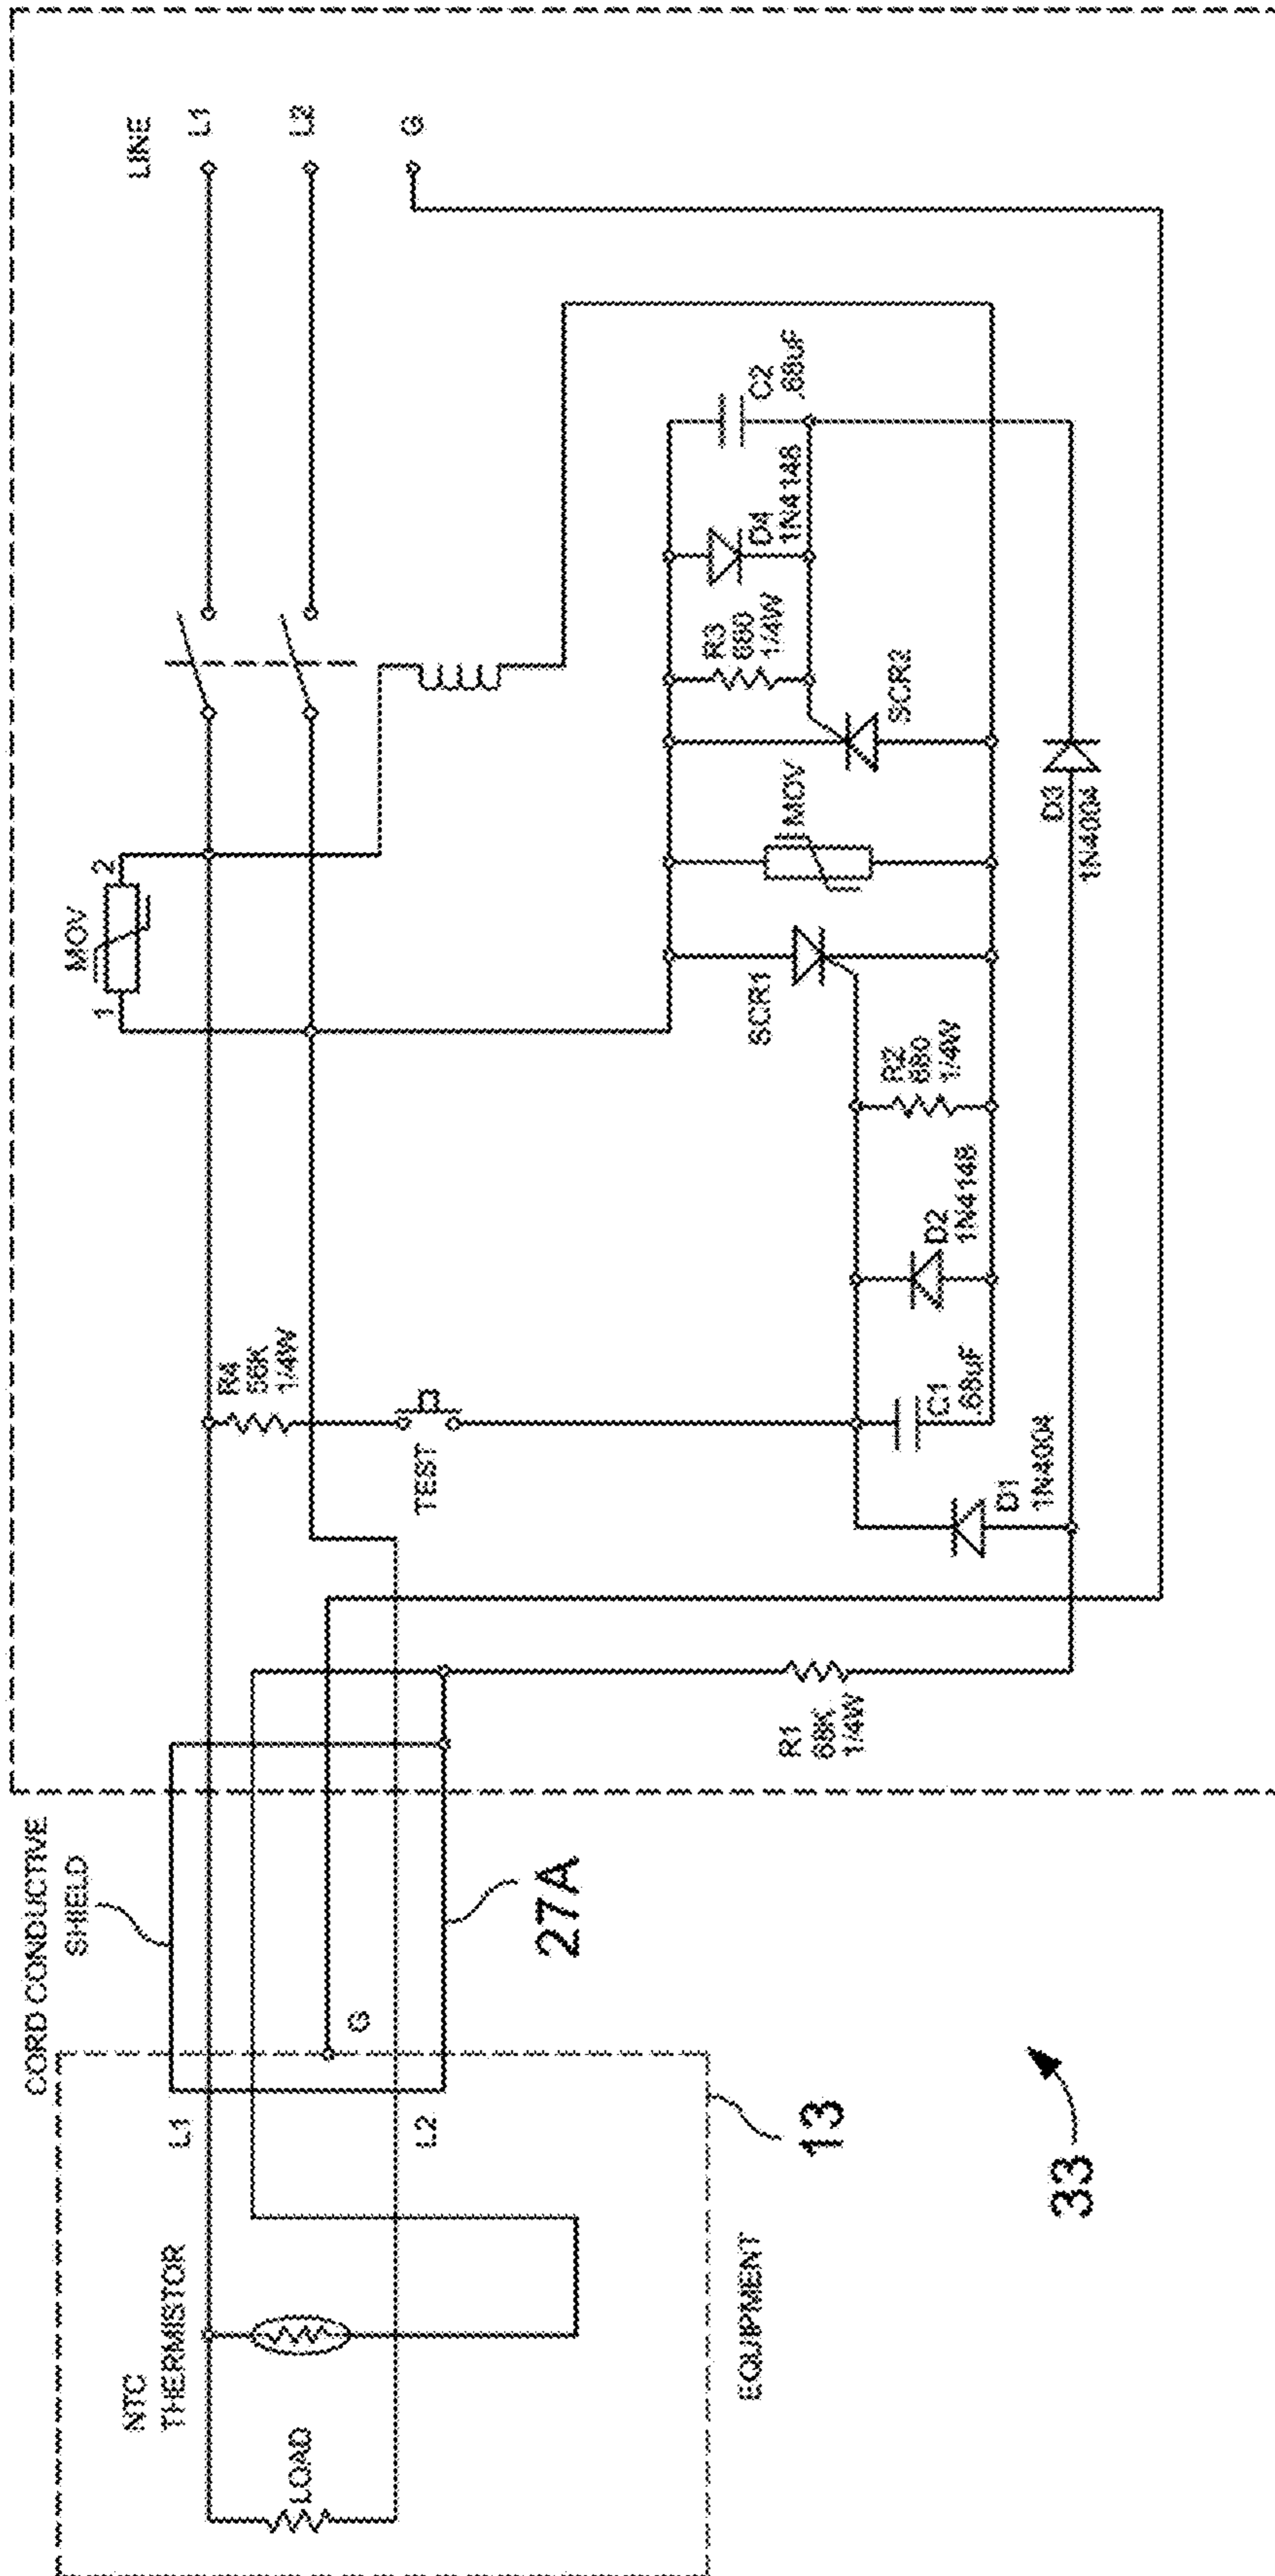 LINE
L1
L2
G
MOV
1
2
C2
.68uF
D4
1N4148
R3
680
1/4W
SCR2
MOV
SCR1
D3
1N4004
R2
680
1/4W
D2
1N4148
C1
.68uF
D1
1N4004
R4
56K
1/4W
TEST
R1
68K
1/4W
CORD CONDUCTIVE
SHIELD
27A
G
L1
L2
NTC
THERMISTOR
LOAD
EQUIPMENT
13
33